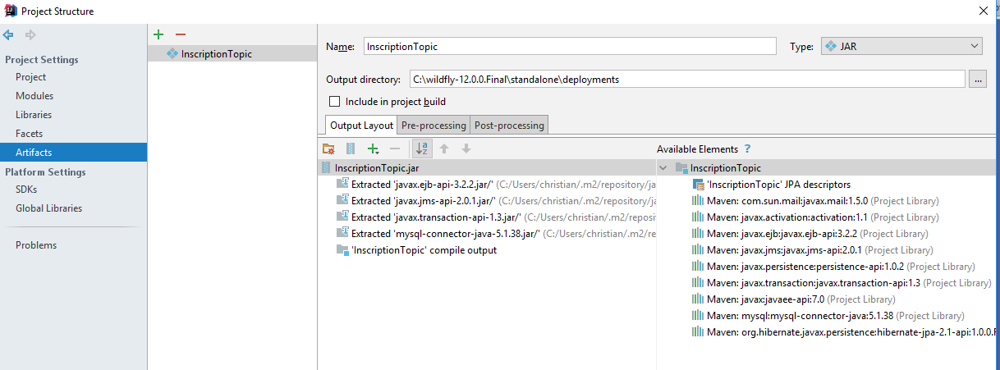 Project Structure
Project Settings
Project
Modules
Libraries
Facets
Artifacts
Platform Settings
SDKs
Global Libraries
Problems
InscriptionTopic
Name: InscriptionTopic Type: JAR
Output directory: C:\wildfly-12.0.0.Final\standalone\deployments ...
Include in project build
Output Layout Pre-processing Post-processing
Available Elements ?
InscriptionTopic.jar
Extracted 'javax.ejb-api-3.2.2.jar/' (C:/Users/christian/.m2/repository/ja
Extracted 'javax.jms-api-2.0.1.jar/' (C:/Users/christian/.m2/repository/ja
Extracted 'javax.transaction-api-1.3.jar/' (C:/Users/christian/.m2/reposito
Extracted 'mysql-connector-java-5.1.38.jar/' (C:/Users/christian/.m2/re
'InscriptionTopic' compile output
InscriptionTopic
'InscriptionTopic' JPA descriptors
Maven: com.sun.mail:javax.mail:1.5.0 (Project Library)
Maven: javax.activation:activation:1.1 (Project Library)
Maven: javax.ejb:javax.ejb-api:3.2.2 (Project Library)
Maven: javax.jms:javax.jms-api:2.0.1 (Project Library)
Maven: javax.persistence:persistence-api:1.0.2 (Project Library)
Maven: javax.transaction:javax.transaction-api:1.3 (Project Library)
Maven: javax:javaee-api:7.0 (Project Library)
Maven: mysql:mysql-connector-java:5.1.38 (Project Library)
Maven: org.hibernate.javax.persistence:hibernate-jpa-2.1-api:1.0.0.F